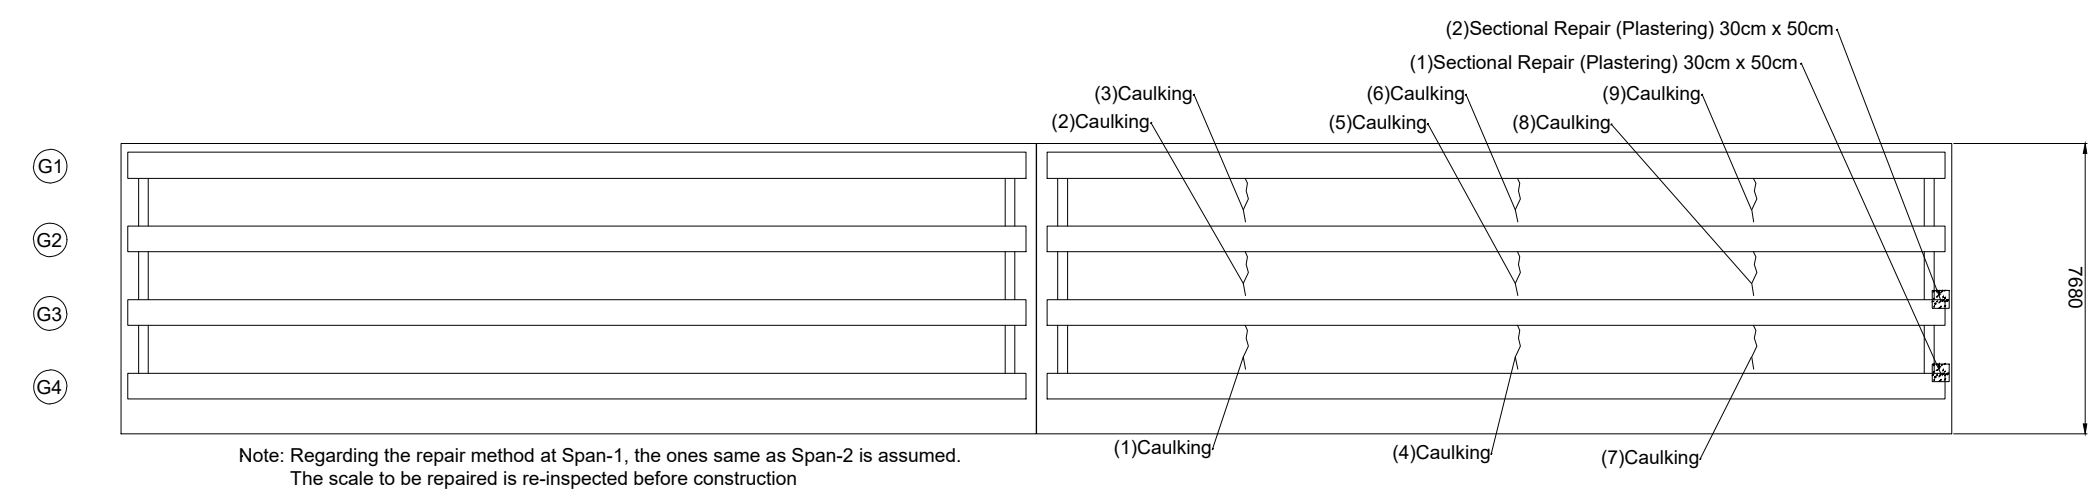 (2)Sectional Repair (Plastering) 30cm x 50cm
(1)Sectional Repair (Plastering) 30cm x 50cm
(3)Caulking
(6)Caulking
(9)Caulking
(2)Caulking
(5)Caulking
(8)Caulking
G1
G2
G3
G4
7680
(1)Caulking
(4)Caulking
(7)Caulking
Note: Regarding the repair method at Span-1, the ones same as Span-2 is assumed.
The scale to be repaired is re-inspected before construction